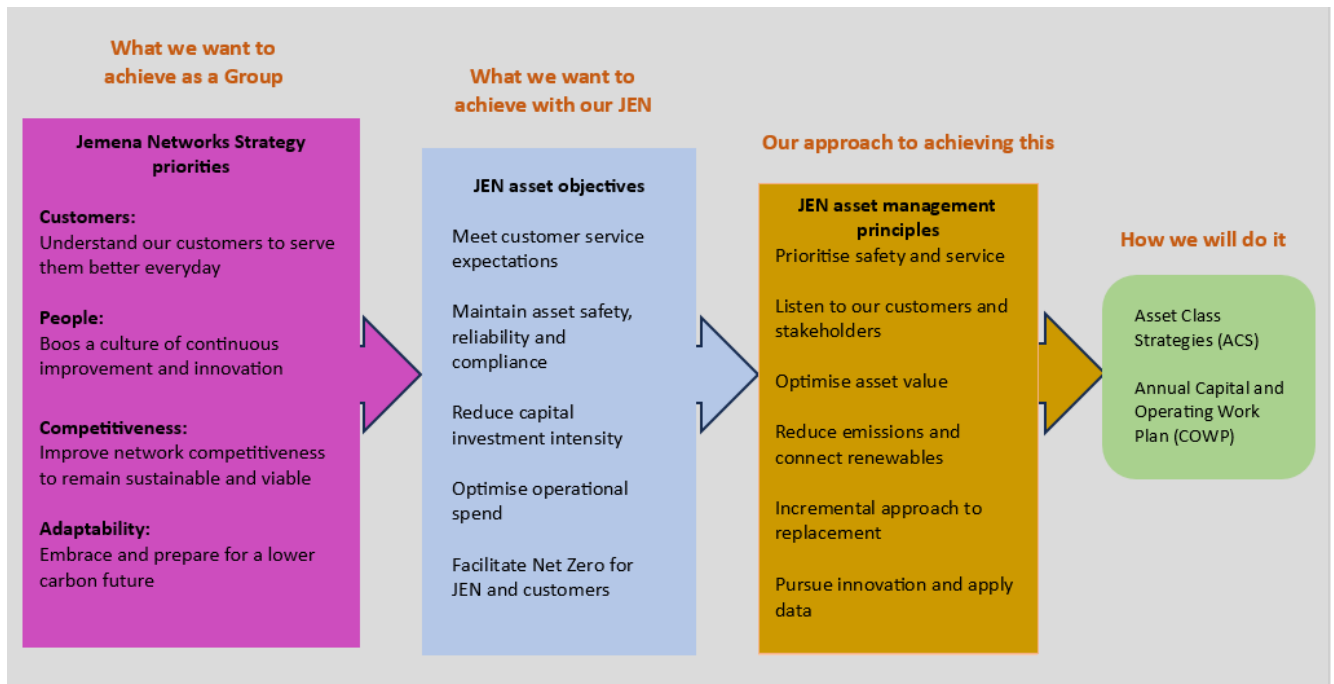 What we want to
achieve as a Group
Jemena Networks Strategy
priorities
Customers:
Understand our customers to serve
them better everyday
People:
Boos a culture of continuous
improvement and innovation
Competitiveness:
Improve network competitiveness
to remain sustainable and viable
Adaptability:
Embrace and prepare for a lower
carbon future
What we want to
achieve with our JEN
JEN asset objectives
Meet customer service
expectations
Maintain asset safety,
reliability and
compliance
Reduce capital
investment intensity
Optimise operational
spend
Facilitate Net Zero for
JEN and customers
Our approach to achieving this
JEN asset management
principles
Prioritise safety and service
Listen to our customers and
stakeholders
Optimise asset value
Reduce emissions and
connect renewables
Incremental approach to
replacement
Pursue innovation and apply
data
How we will do it
Asset Class
Strategies (ACS)
Annual Capital and
Operating Work
Plan (COWP)